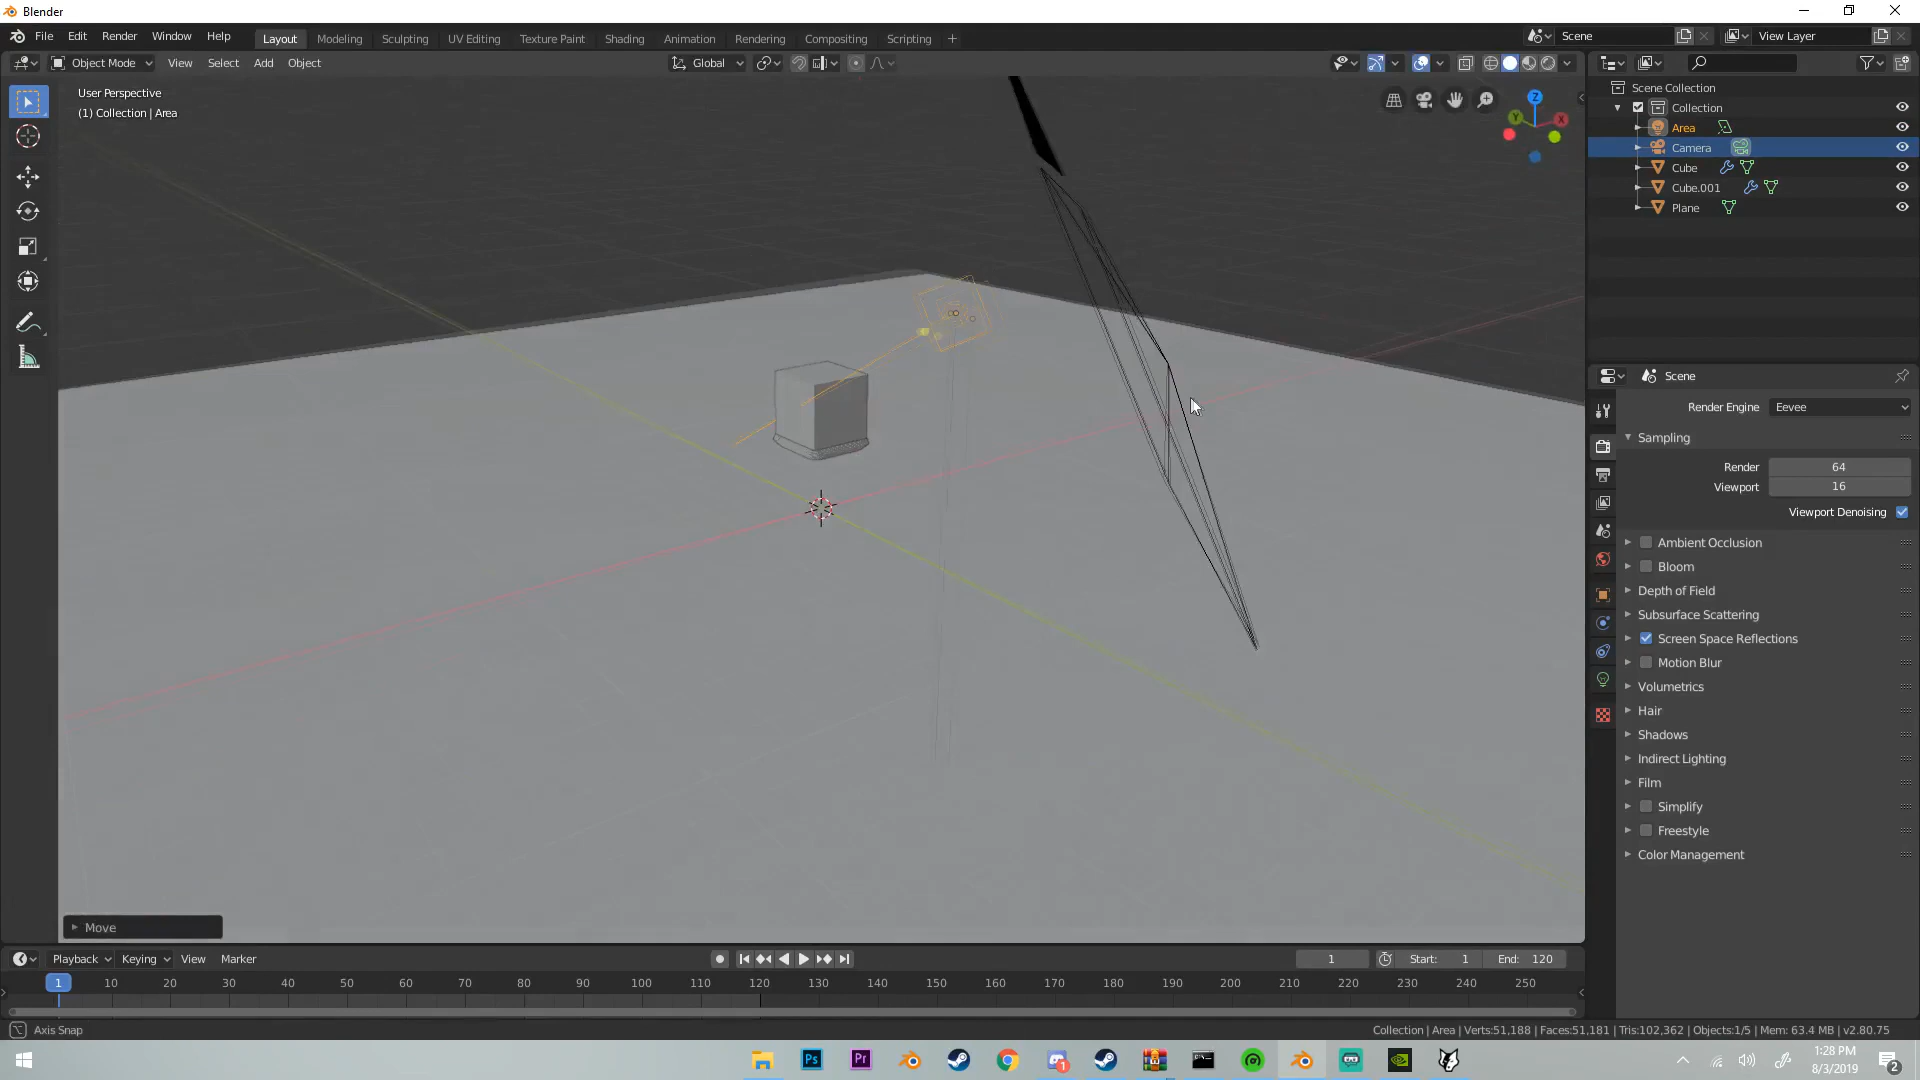 Blender
File Edit Render Window Help Layout Modeling Sculpting UV Editing Texture Paint Shading Animation Rendering Compositing Scripting + Scene View Layer
Object Mode View Select Add Object Global
User Perspective
(1) Collection | Area
Z
Y
X
Scene Collection
Collection
Area
Camera
Cube
Cube.001
Plane
Scene
Render Engine Eevee
Sampling
Render 64
Viewport 16
Viewport Denoising
Ambient Occlusion
Bloom
Depth of Field
Subsurface Scattering
Screen Space Reflections
Motion Blur
Volumetrics
Hair
Shadows
Indirect Lighting
Film
Simplify
Freestyle
Color Management
Move
Playback Keying View Marker 1 Start: 1 End: 120
1 10 20 30 40 50 60 70 80 90 100 110 120 130 140 150 160 170 180 190 200 210 220 230 240 250
Axis Snap Collection | Area | Verts:51,188 | Faces:51,181 | Tris:102,362 | Objects:1/5 | Mem: 63.4 MB | v2.80.75
Ps Pr 1 1:28 PM
8/3/2019 2